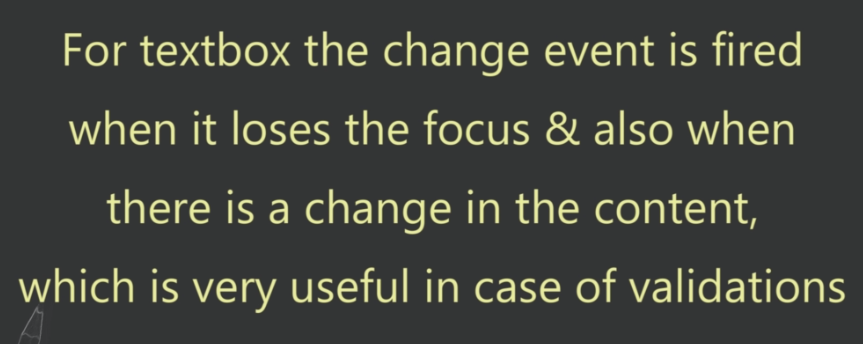 For textbox the change event is fired
when it loses the focus & also when
there is a change in the content,
which is very useful in case of validations